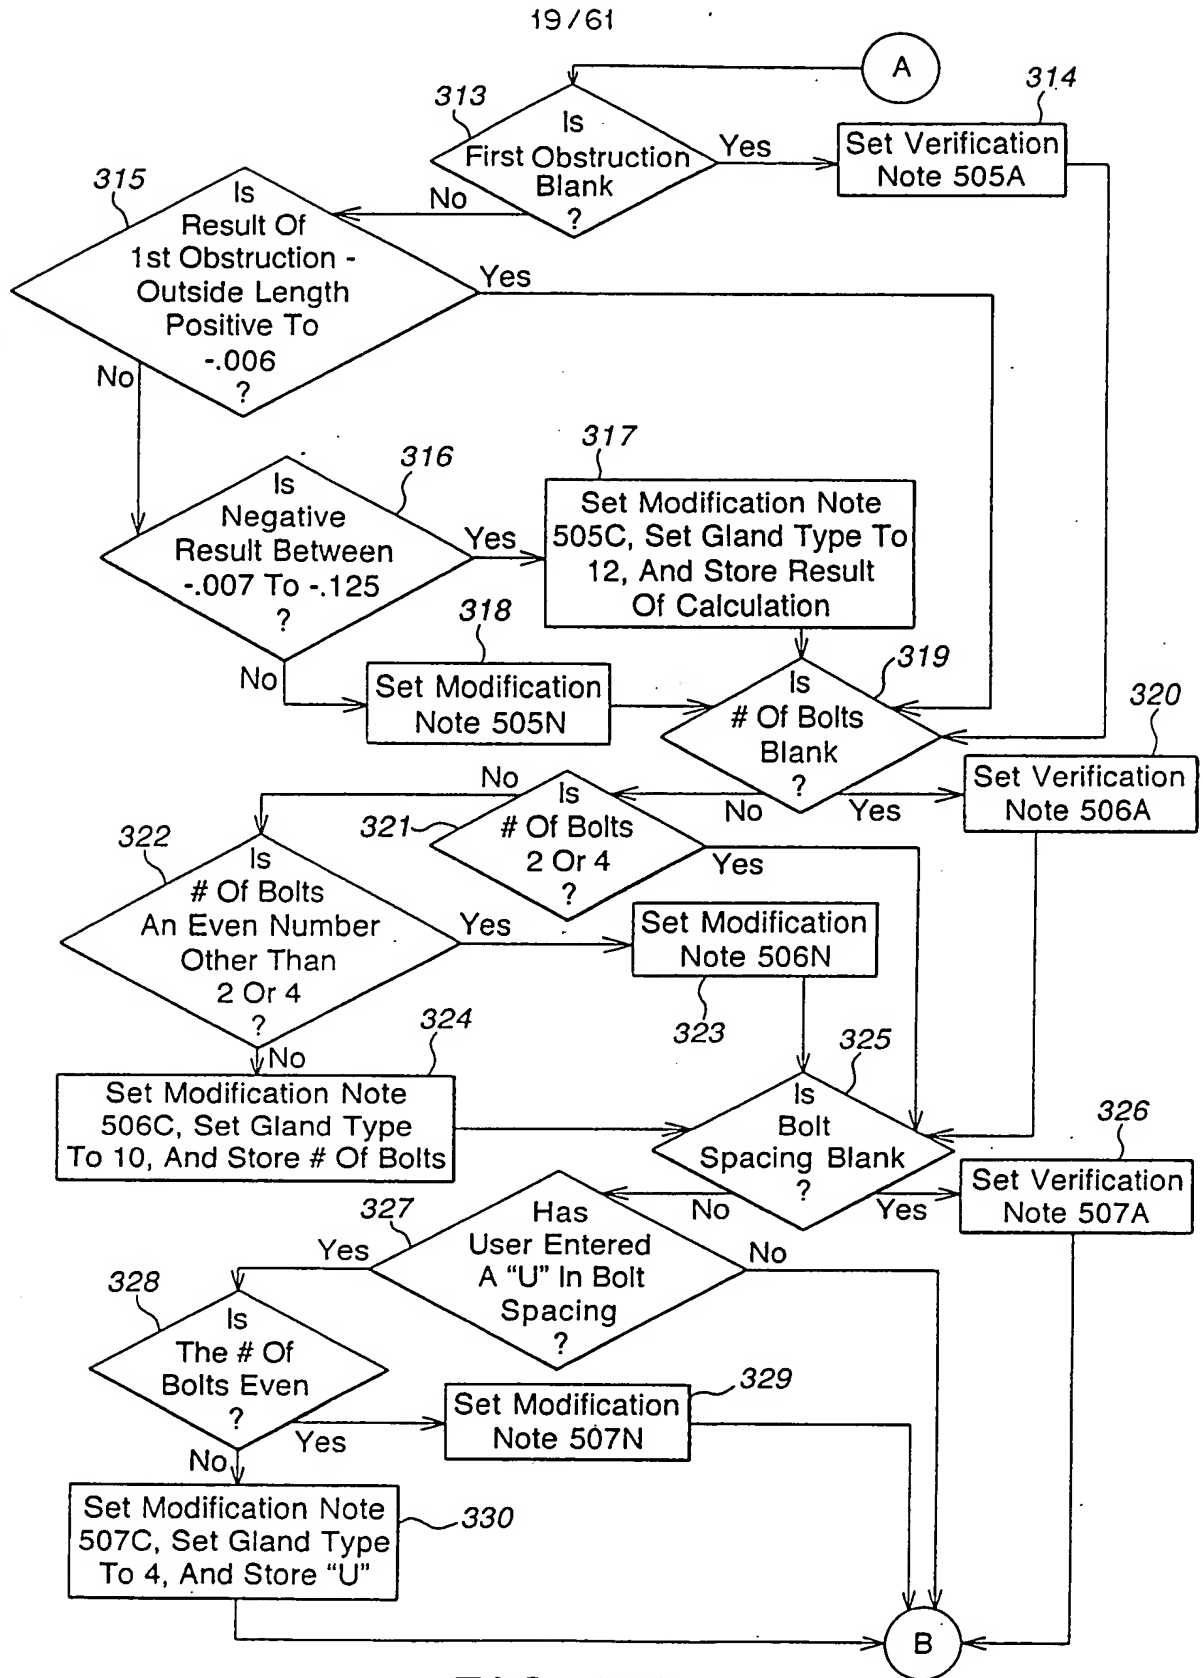 19/61
A
313
Is
First Obstruction
Blank
?
Yes
No
314
Set Verification
Note 505A
315
Is
Result Of
1st Obstruction -
Outside Length
Positive To
-.006
?
Yes
No
316
Is
Negative
Result Between
-.007 To -.125
?
Yes
No
317
Set Modification Note
505C, Set Gland Type To
12, And Store Result
Of Calculation
318
Set Modification
Note 505N
319
Is
# Of Bolts
Blank
?
No
Yes
320
Set Verification
Note 506A
321
Is
# Of Bolts
2 Or 4
?
No
Yes
322
Is
# Of Bolts
An Even Number
Other Than
2 Or 4
?
Yes
No
Set Modification
Note 506N
323
324
Set Modification Note
506C, Set Gland Type
To 10, And Store # Of Bolts
325
Is
Bolt
Spacing Blank
?
No
Yes
326
Set Verification
Note 507A
327
Has
User Entered
A "U" In Bolt
Spacing
?
Yes
No
328
Is
The # Of
Bolts Even
?
Yes
No
329
Set Modification
Note 507N
Set Modification Note
507C, Set Gland Type
To 4, And Store "U"
330
B